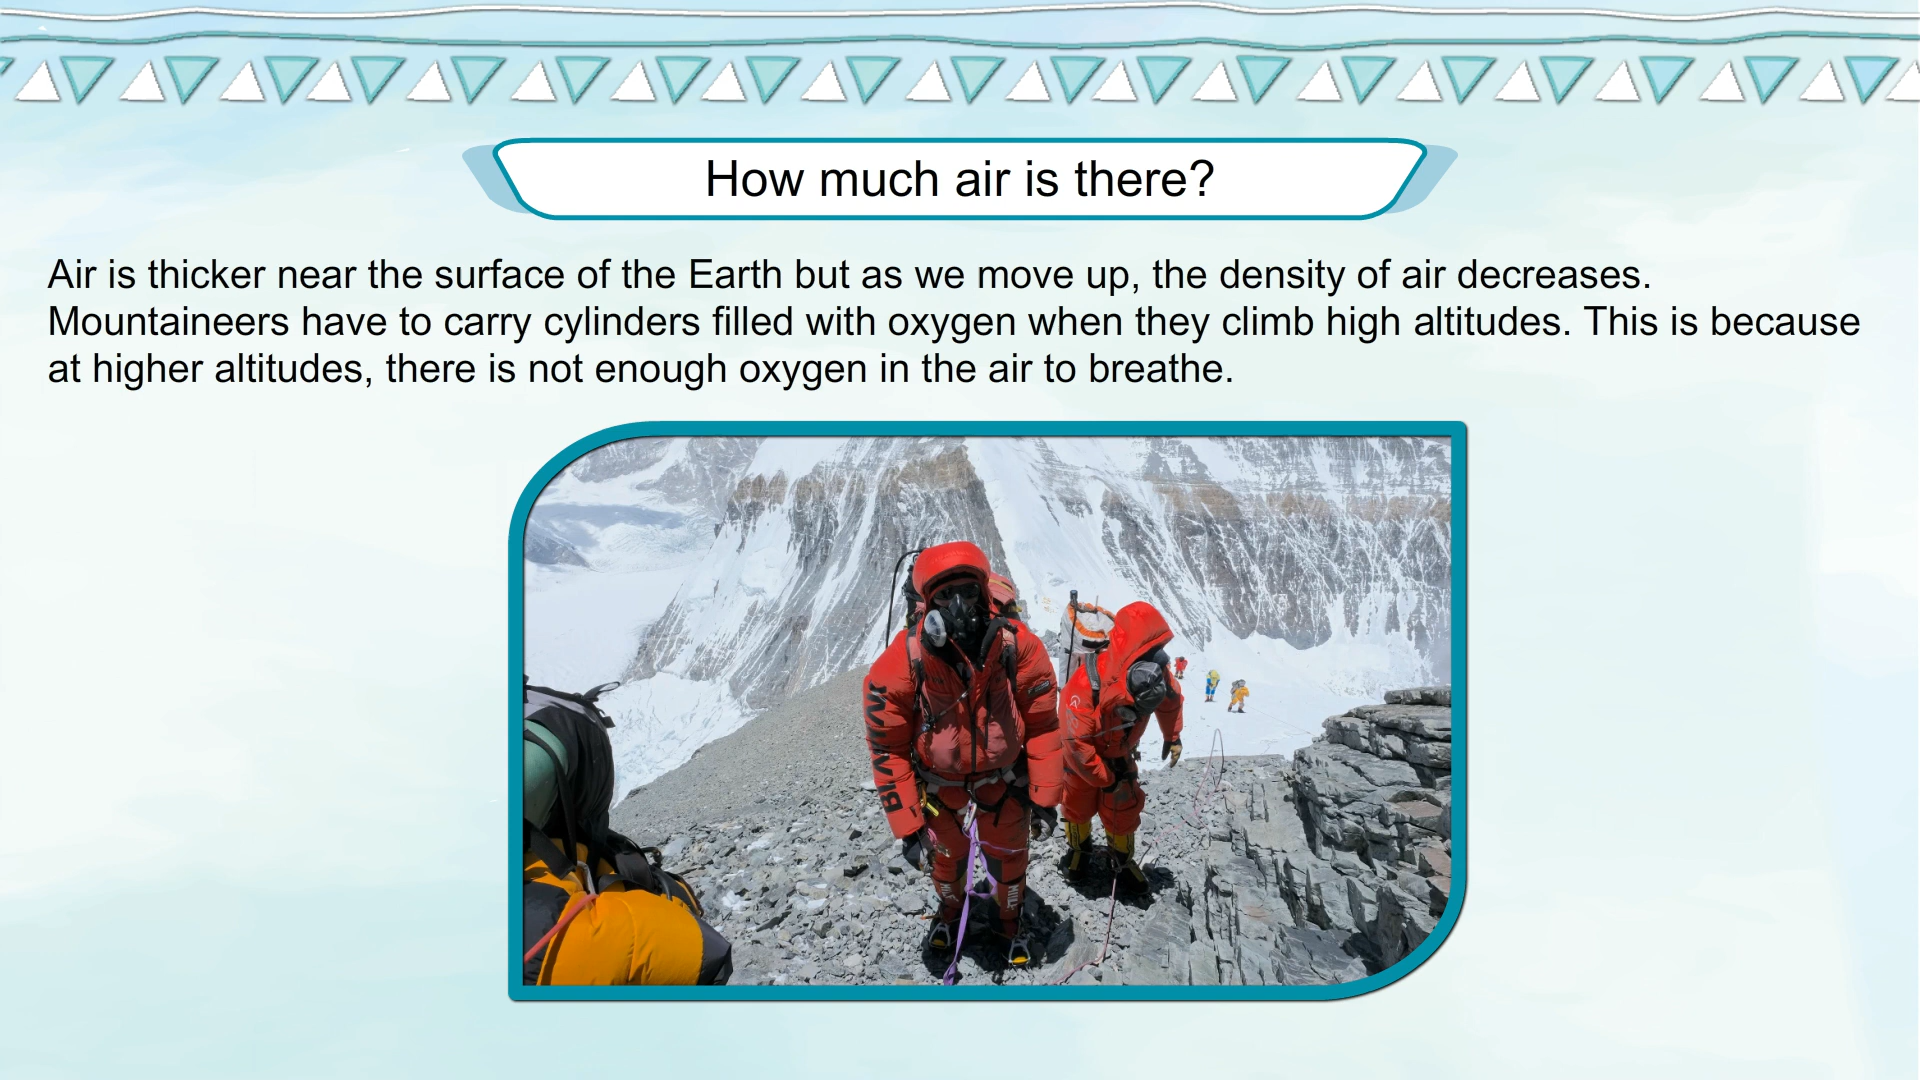 How much air is there?
Air is thicker near the surface of the Earth but as we move up, the density of air decreases.
Mountaineers have to carry cylinders filled with oxygen when they climb high altitudes. This is because
at higher altitudes, there is not enough oxygen in the air to breathe.